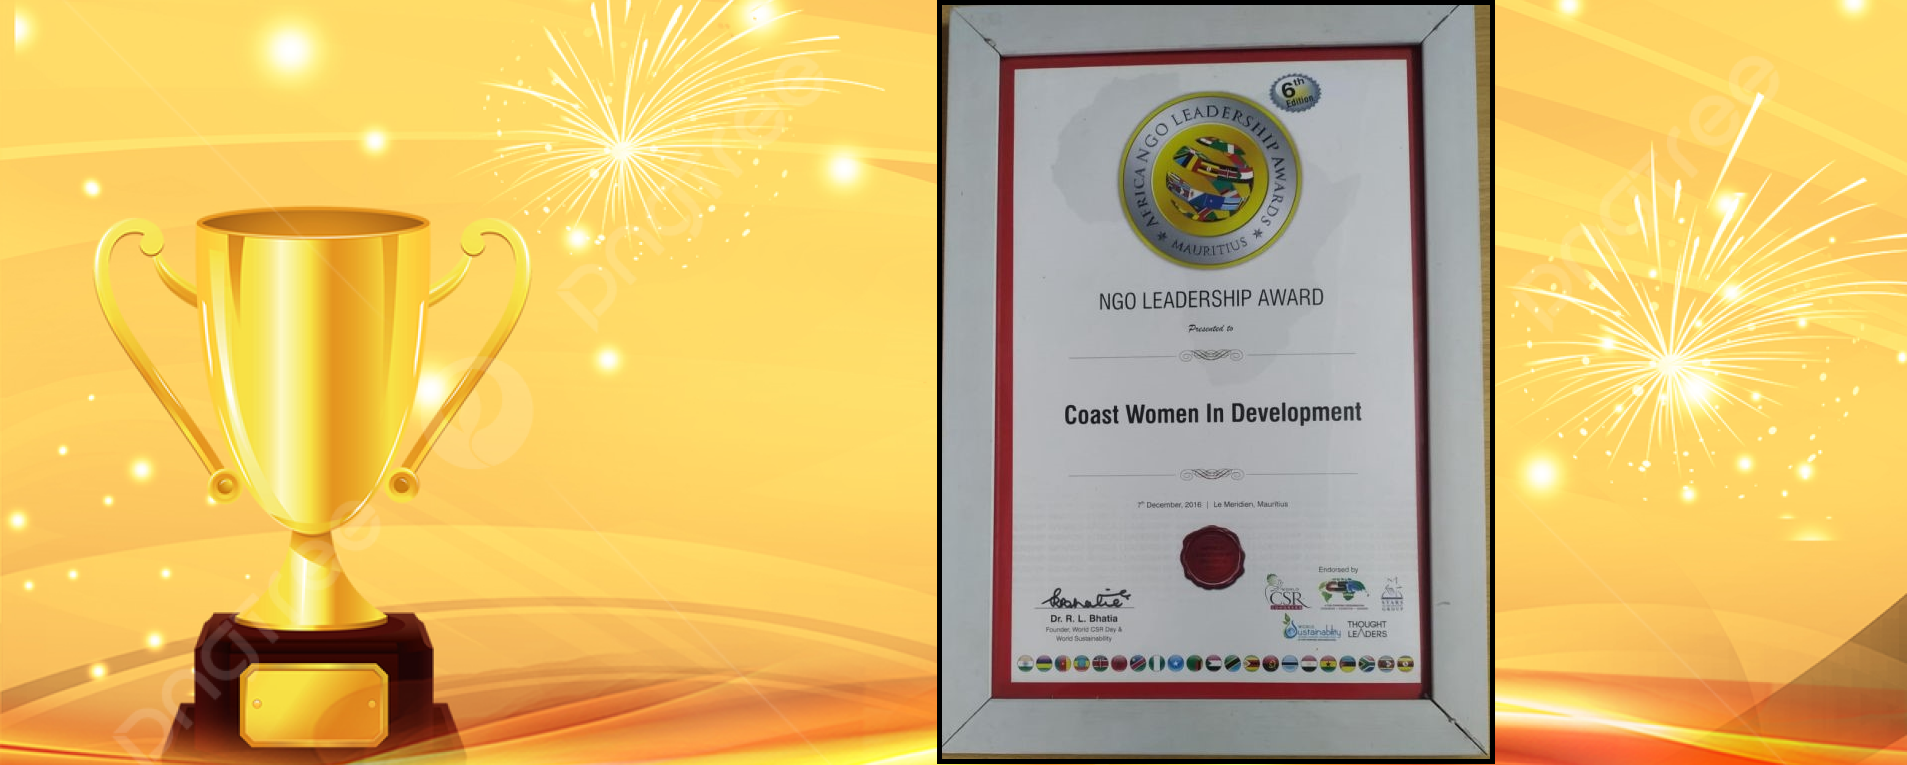 6th
Edition
AFRICA NGO LEADERSHIP AWARDS
MAURITIUS
NGO LEADERSHIP AWARD
Presented to
Coast Women In Development
7th December, 2016 | Le Meridien, Mauritius
Endorsed by
CSR
CSR
Dr. R. L. Bhatia
Founder, World CSR Day &
World Sustainability
Sustainability
THOUGHT
LEADERS
pngtree
pngtree
pngtree